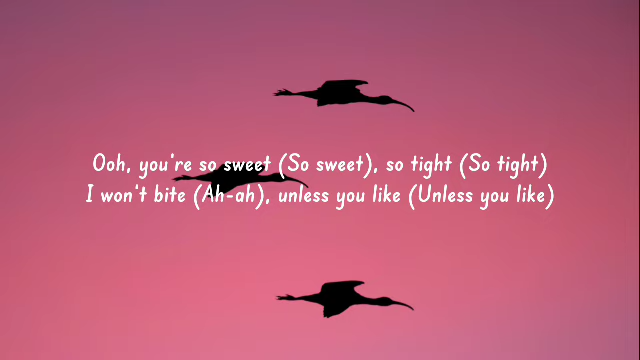 Ooh, you're so sweet (So sweet), so tight (So tight)
I won't bite (Ah-ah), unless you like (Unless you like)